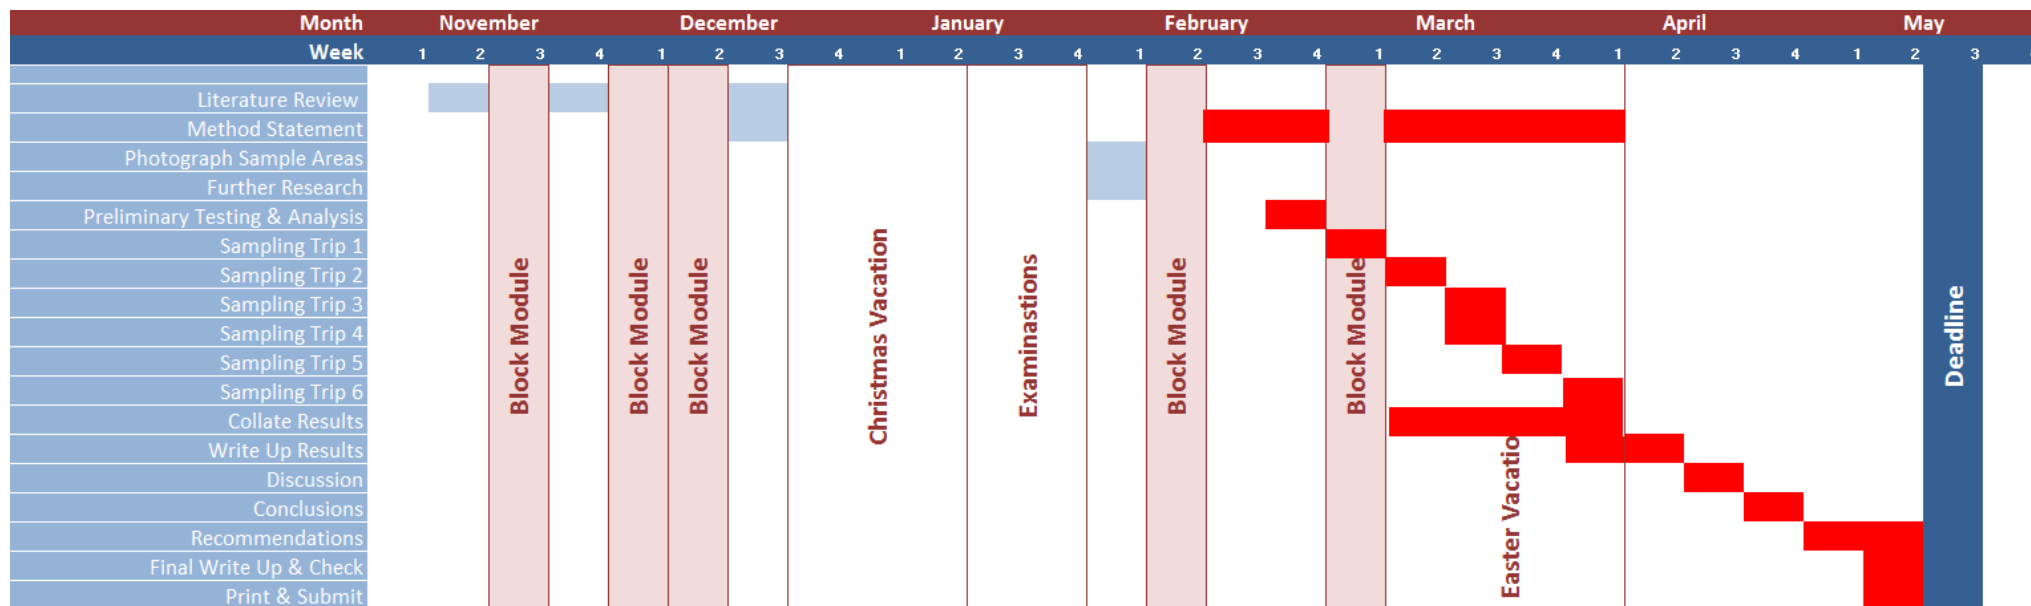 Month November December January February March April May
Week 1 2 3 4 1 2 3 4 1 2 3 4 1 2 3 4 1 2 3 4 1 2 3 4 1 2 3
Literature Review
Method Statement
Photograph Sample Areas
Further Research
Preliminary Testing & Analysis
Sampling Trip 1
Sampling Trip 2
Sampling Trip 3
Sampling Trip 4
Sampling Trip 5
Sampling Trip 6
Collate Results
Write Up Results
Discussion
Conclusions
Recommendations
Final Write Up & Check
Print & Submit
Block Module
Block Module
Block Module
Christmas Vacation
Examinastions
Block Module
Block Module
Easter Vacatio
Deadline